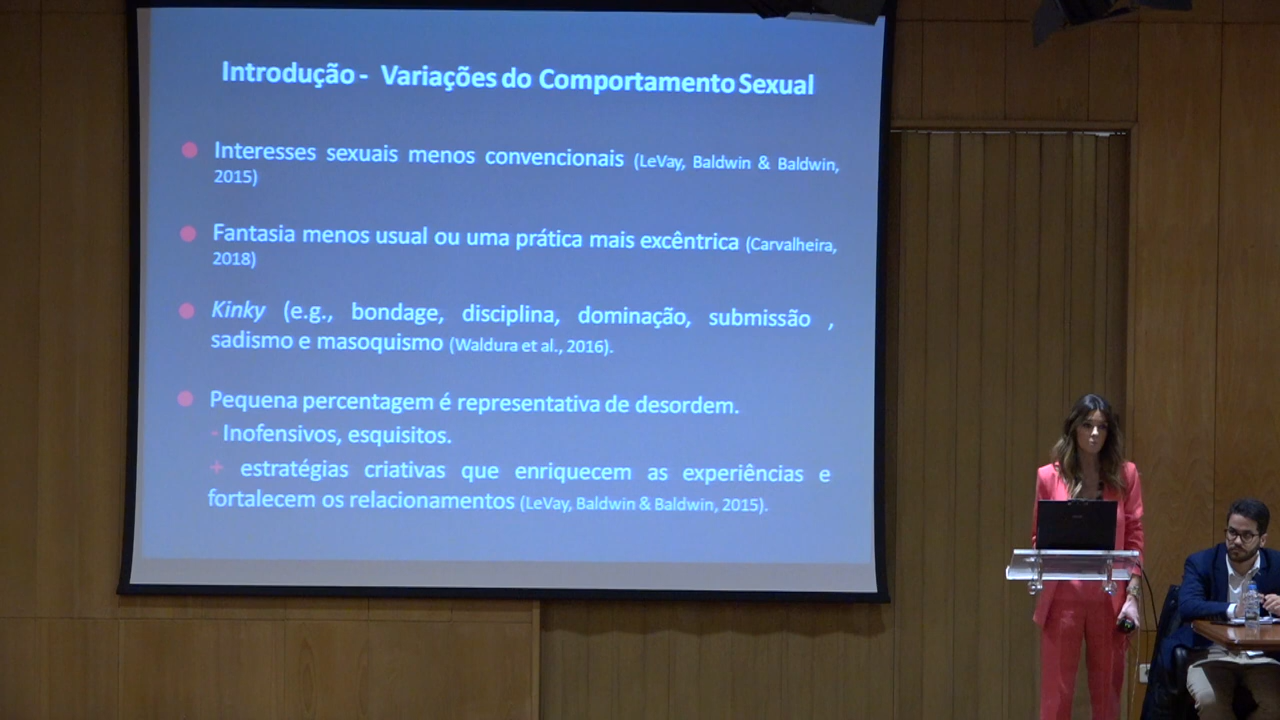 Introdução - Variações do Comportamento Sexual
Interesses sexuais menos convencionais (LeVay, Baldwin & Baldwin,
2015)
Fantasia menos usual ou uma prática mais excêntrica (Carvalheira,
2018)
Kinky (e.g., bondage, disciplina, dominação, submissão ,
sadismo e masoquismo (Waldura et al., 2016).
Pequena percentagem é representativa de desordem.
- Inofensivos, esquisitos.
+ estratégias criativas que enriquecem as experiências e
fortalecem os relacionamentos (LeVay, Baldwin & Baldwin, 2015).